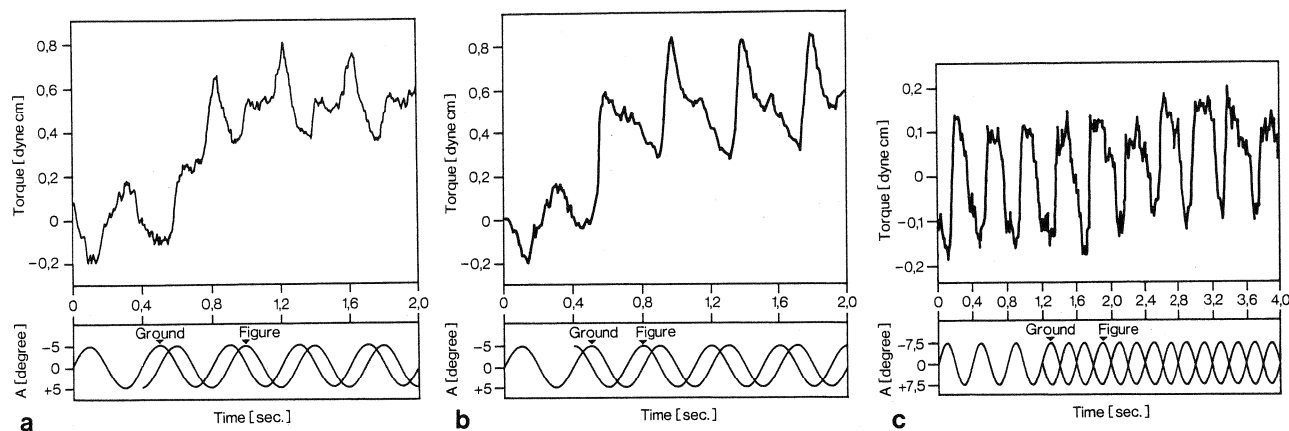 Torque [dyne cm]
0,8
0,6
0,4
0,2
0
−0,2
0 0,4 0,8 1,2 1,6 2,0
Ground Figure
A [degree]
−5
0
+5
Time [sec.]
a
Torque [dyne cm]
0,8
0,6
0,4
0,2
0
−0,2
0 0,4 0,8 1,2 1,6 2,0
Ground Figure
A [degree]
−5
0
+5
Time [sec.]
b
Torque [dyne cm]
0,2
0,1
0
−0,1
−0,2
0 0,4 0,8 1,2 1,6 2,0 2,4 2,8 3,2 3,6 4,0
Ground Figure
A [degree]
−7,5
0
+7,5
Time [sec.]
c